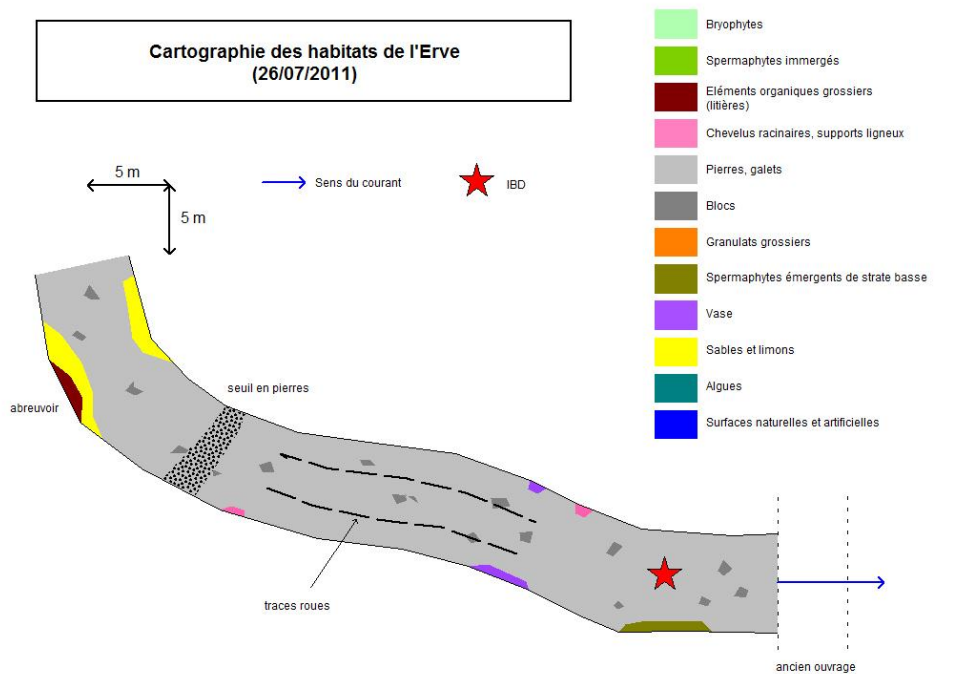 Cartographie des habitats de l'Erve
(26/07/2011)
Bryophytes
Spermaphytes immergés
Eléments organiques grossiers
(litières)
Chevelus racinaires, supports ligneux
Pierres, galets
Blocs
Granulats grossiers
Spermaphytes émergents de strate basse
Vase
Sables et limons
Algues
Surfaces naturelles et artificielles
5 m
5 m
Sens du courant
IBD
seuil en pierres
abreuvoir
traces roues
ancien ouvrage